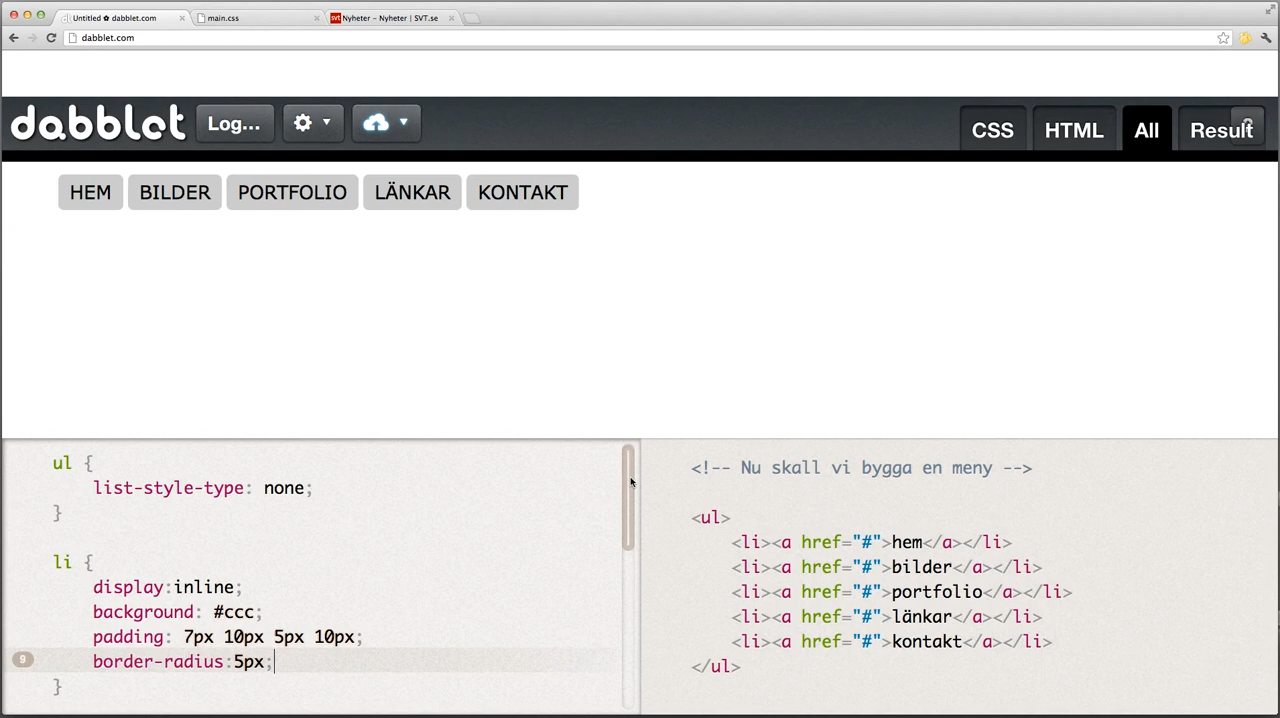 Untitled ✿ dabblet.com
main.css
svt Nyheter – Nyheter | SVT.se
dabblet.com
dabblet
Log...
CSS
HTML
All
Result
HEM
BILDER
PORTFOLIO
LÄNKAR
KONTAKT
ul {
list-style-type: none;
}
li {
display:inline;
background: #ccc;
padding: 7px 10px 5px 10px;
9
border-radius:5px;
}
<!-- Nu skall vi bygga en meny -->
<ul>
<li><a href="#">hem</a></li>
<li><a href="#">bilder</a></li>
<li><a href="#">portfolio</a></li>
<li><a href="#">länkar</a></li>
<li><a href="#">kontakt</a></li>
</ul>